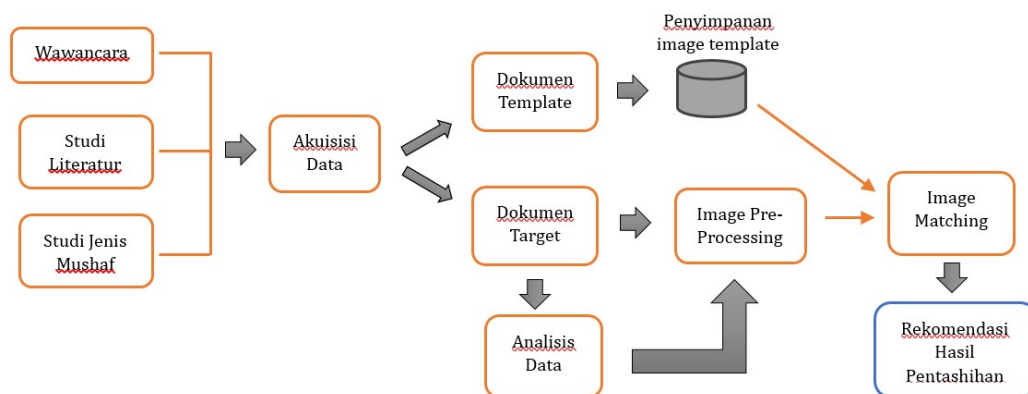 Wawancara
Studi
Literatur
Studi Jenis
Mushaf
Akuisisi
Data
Dokumen
Template
Penyimpanan
image template
Dokumen
Target
Image Pre-
Processing
Analisis
Data
Image
Matching
Rekomendasi
Hasil
Pentashihan